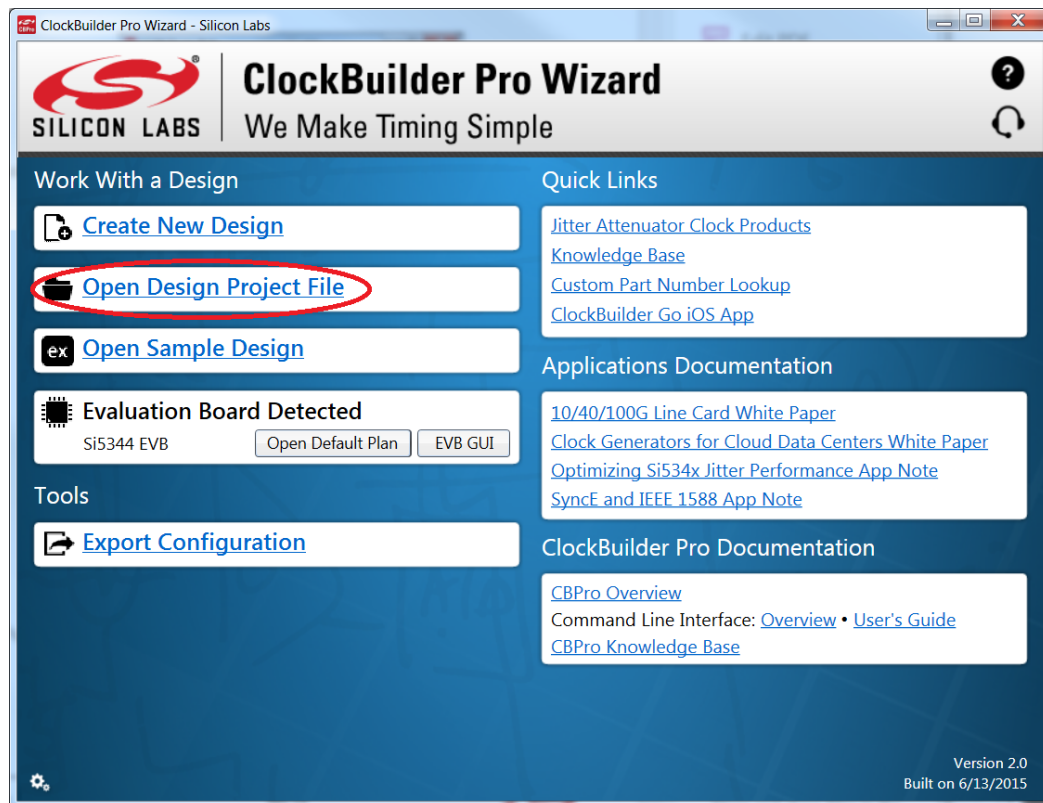 ClockBuilder Pro Wizard - Silicon Labs
SILICON LABS
ClockBuilder Pro Wizard
We Make Timing Simple
Work With a Design
Create New Design
Open Design Project File
ex Open Sample Design
Evaluation Board Detected
Si5344 EVB Open Default Plan EVB GUI
Tools
Export Configuration
Quick Links
Jitter Attenuator Clock Products
Knowledge Base
Custom Part Number Lookup
ClockBuilder Go iOS App
Applications Documentation
10/40/100G Line Card White Paper
Clock Generators for Cloud Data Centers White Paper
Optimizing Si534x Jitter Performance App Note
SyncE and IEEE 1588 App Note
ClockBuilder Pro Documentation
CBPro Overview
Command Line Interface: Overview • User's Guide
CBPro Knowledge Base
Version 2.0
Built on 6/13/2015